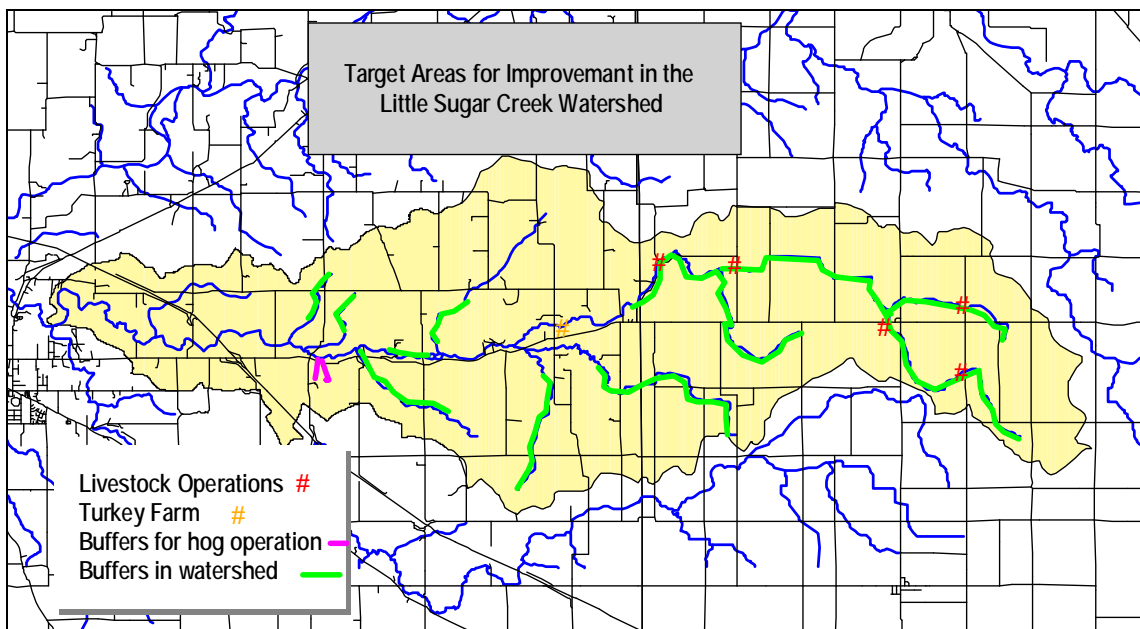 Target Areas for Improvemant in the
Little Sugar Creek Watershed
Livestock Operations #
Turkey Farm #
Buffers for hog operation
Buffers in watershed